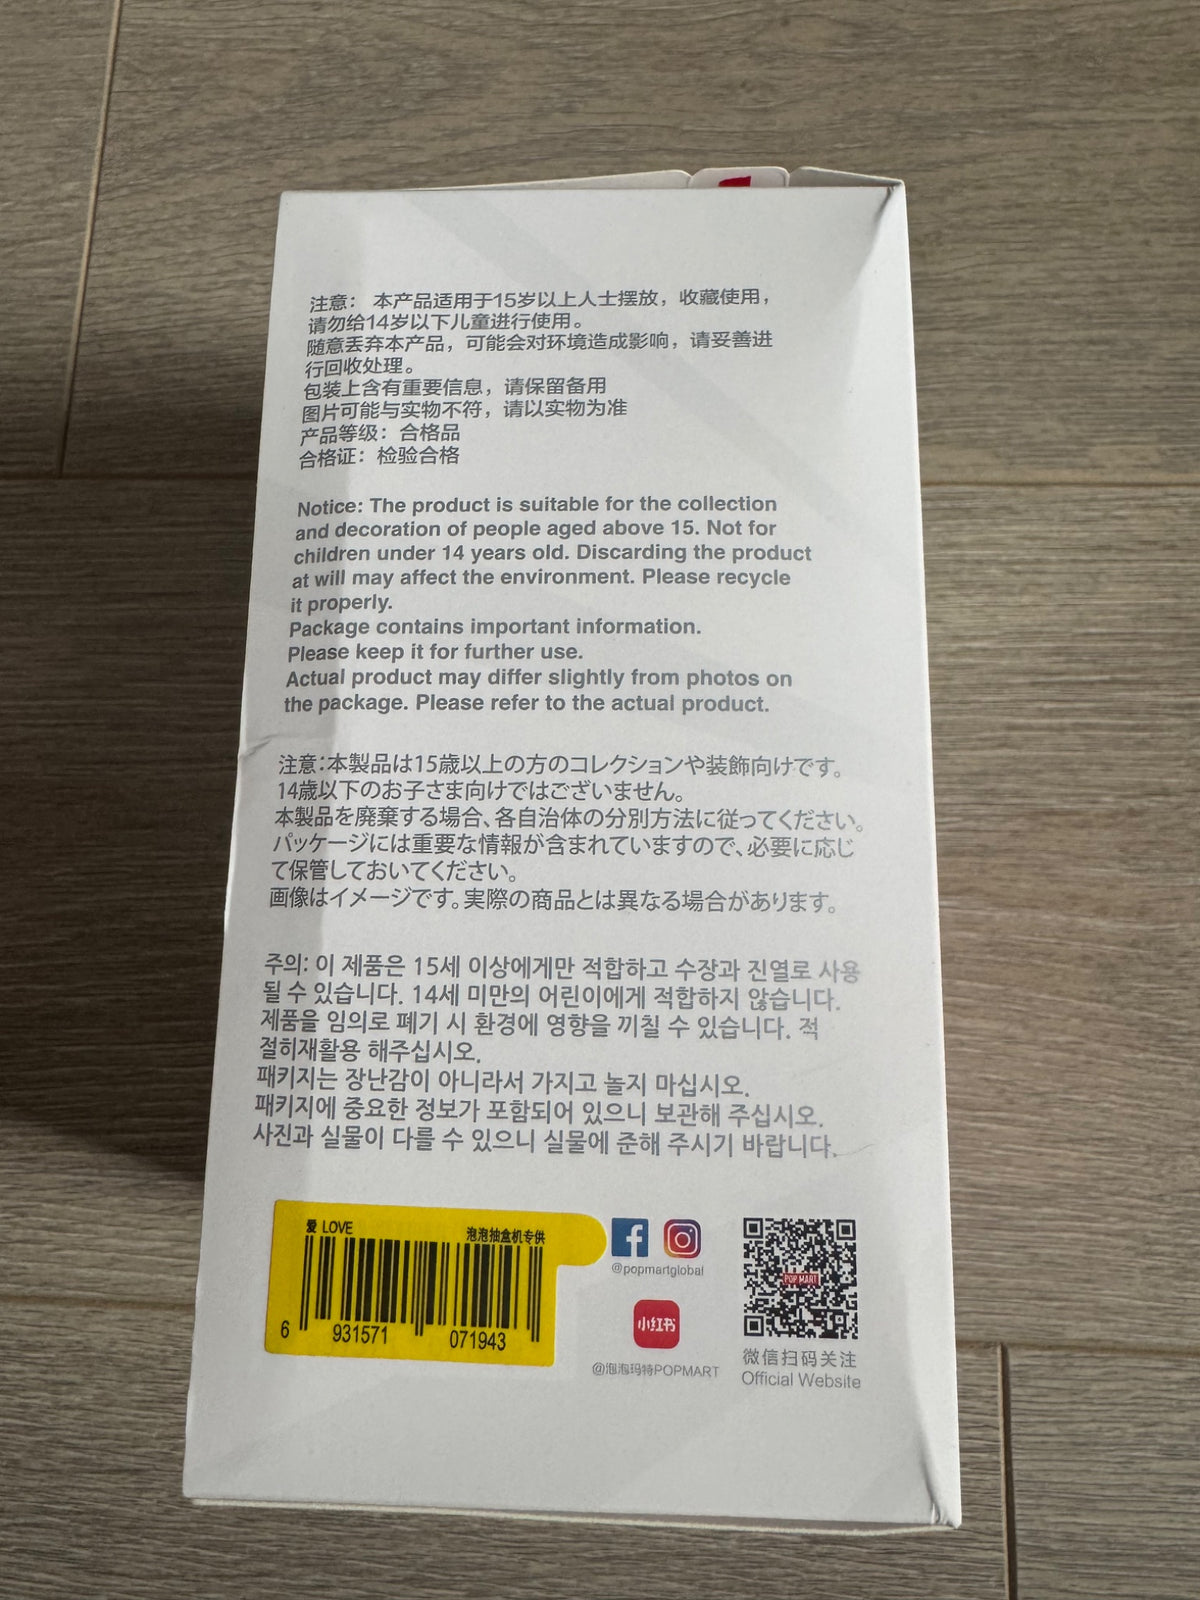 注意： 本产品适用于15岁以上人士摆放，收藏使用，
请勿给14岁以下儿童进行使用。
随意丢弃本产品，可能会对环境造成影响，请妥善进
行回收处理。
包装上含有重要信息，请保留备用
图片可能与实物不符，请以实物为准
产品等级：合格品
合格证：检验合格
Notice: The product is suitable for the collection
and decoration of people aged above 15. Not for
children under 14 years old. Discarding the product
at will may affect the environment. Please recycle
it properly.
Package contains important information.
Please keep it for further use.
Actual product may differ slightly from photos on
the package. Please refer to the actual product.
注意：本製品は15歳以上の方のコレクションや装飾向けです。
14歳以下のお子さま向けではございません。
本製品を廃棄する場合、各自治体の分別方法に従ってください。
パッケージには重要な情報が含まれていますので、必要に応じ
て保管しておいてください。
画像はイメージです。実際の商品とは異なる場合があります。
주의: 이 제품은 15세 이상에게만 적합하고 수장과 진열로 사용
될 수 있습니다. 14세 미만의 어린이에게 적합하지 않습니다.
제품을 임의로 폐기 시 환경에 영향을 끼칠 수 있습니다. 적
절히재활용 해주십시오.
패키지는 장난감이 아니라서 가지고 놀지 마십시오.
패키지에 중요한 정보가 포함되어 있으니 보관해 주십시오.
사진과 실물이 다를 수 있으니 실물에 준해 주시기 바랍니다.
爱 LOVE 泡泡抽盒机专供
6 931571 071943
@popmartglobal
小红书
@泡泡玛特POPMART
POP MART
微信扫码关注
Official Website